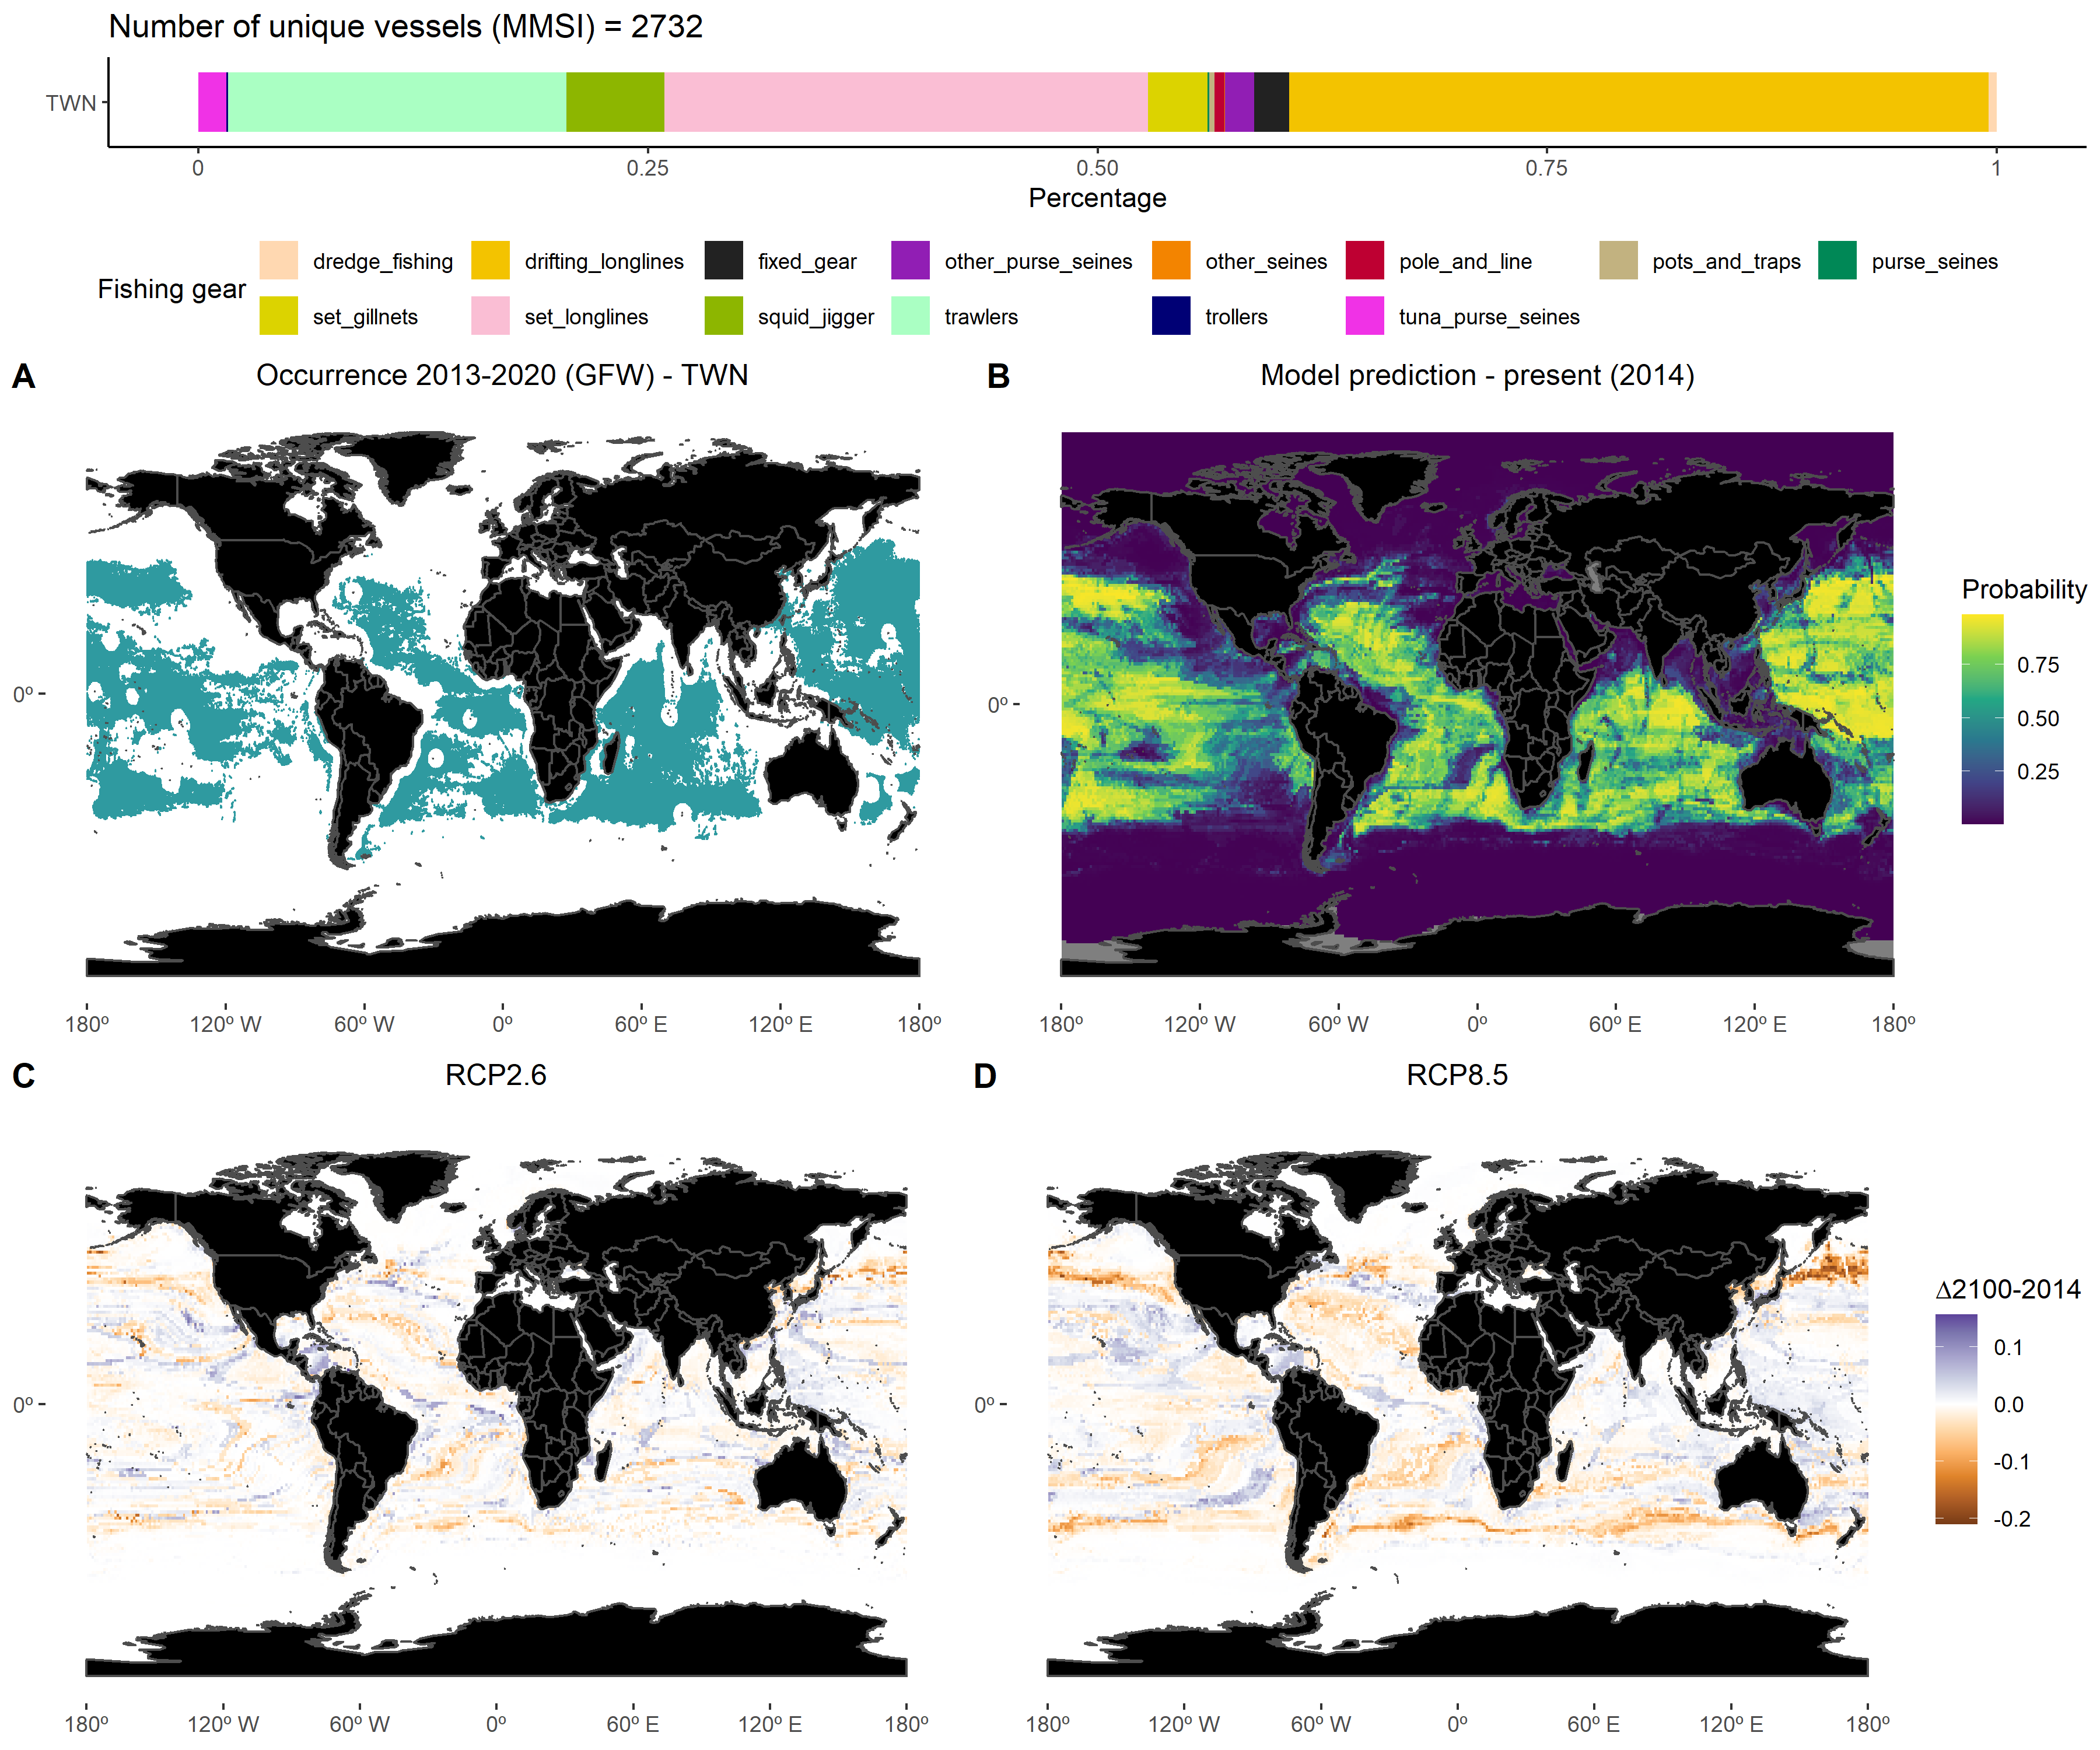 Number of unique vessels (MMSI) = 2732
TWN
0 0.25 0.50 0.75 1
Percentage
Fishing gear
dredge_fishing drifting_longlines fixed_gear other_purse_seines other_seines pole_and_line pots_and_traps purse_seines
set_gillnets set_longlines squid_jigger trawlers trollers tuna_purse_seines
A Occurrence 2013-2020 (GFW) - TWN
0º
180º 120º W 60º W 0º 60º E 120º E 180º
B Model prediction - present (2014)
0º
180º 120º W 60º W 0º 60º E 120º E 180º
Probability
0.75
0.50
0.25
C RCP2.6
0º
180º 120º W 60º W 0º 60º E 120º E 180º
D RCP8.5
0º
180º 120º W 60º W 0º 60º E 120º E 180º
Δ2100-2014
0.1
0.0
-0.1
-0.2